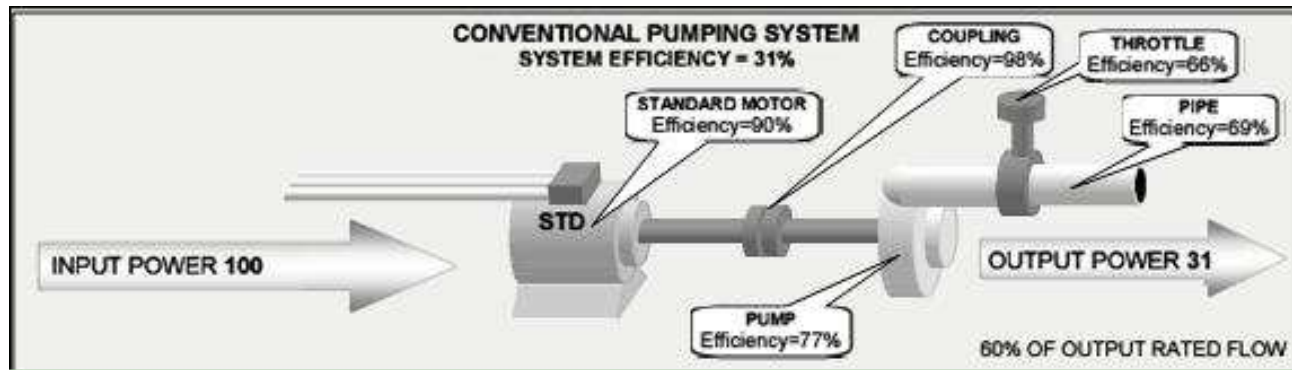 CONVENTIONAL PUMPING SYSTEM
SYSTEM EFFICIENCY = 31%
COUPLING
Efficiency=98%
THROTTLE
Efficiency=66%
STANDARD MOTOR
Efficiency=90%
PIPE
Efficiency=69%
STD
INPUT POWER 100
OUTPUT POWER 31
PUMP
Efficiency=77%
60% OF OUTPUT RATED FLOW